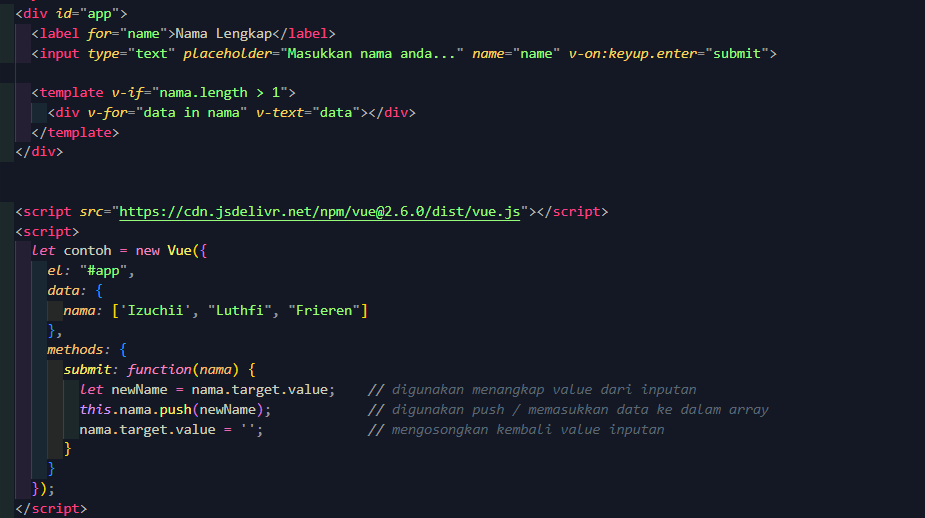 <div id="app">
<label for="name">Nama Lengkap</label>
<input type="text" placeholder="Masukkan nama anda..." name="name" v-on:keyup.enter="submit">
<template v-if="nama.length > 1">
<div v-for="data in nama" v-text="data"></div>
</template>
</div>
<script src="https://cdn.jsdelivr.net/npm/vue@2.6.0/dist/vue.js"></script>
<script>
let contoh = new Vue({
el: "#app",
data: {
nama: ['Izuchii', "Luthfi", "Frieren"]
},
methods: {
submit: function(nama) {
let newName = nama.target.value;    // digunakan menangkap value dari inputan
this.nama.push(newName);            // digunakan push / memasukkan data ke dalam array
nama.target.value = '';             // mengosongkan kembali value inputan
}
}
});
</script>